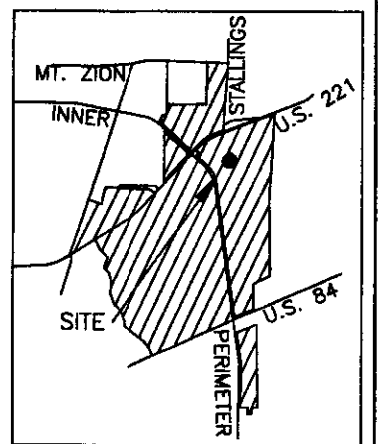 MT. ZION
STALLINGS
INNER
U.S. 221
SITE
U.S. 84
PERIMETER